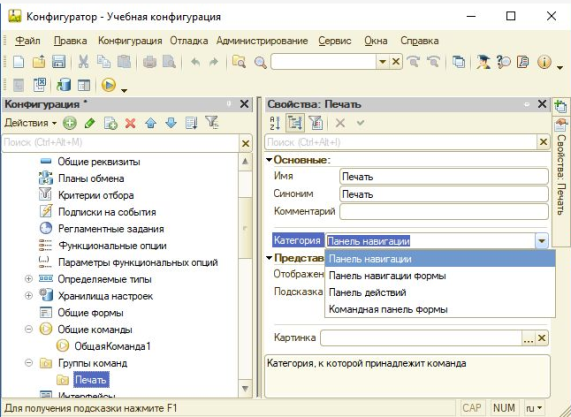 Конфигуратор - Учебная конфигурация
Файл Правка Конфигурация Отладка Администрирование Сервис Окна Справка
Конфигурация *
Действия
Поиск (Ctrl+Alt+M)
Общие реквизиты
Планы обмена
Критерии отбора
Подписки на события
Регламентные задания
Функциональные опции
Параметры функциональных опций
Определяемые типы
Хранилища настроек
Общие формы
Общие команды
ОбщаяКоманда1
Группы команд
Печать
Интерфейсы
Свойства: Печать
Поиск (Ctrl+Alt+I)
Основные:
Имя Печать
Синоним Печать
Комментарий
Категория Панель навигации
Панель навигации
Панель навигации формы
Панель действий
Командная панель формы
Представ
Отображен
Подсказка
Картинка ... X
Категория, к которой принадлежит команда
Свойства: Печать
Для получения подсказки нажмите F1 CAP NUM ru